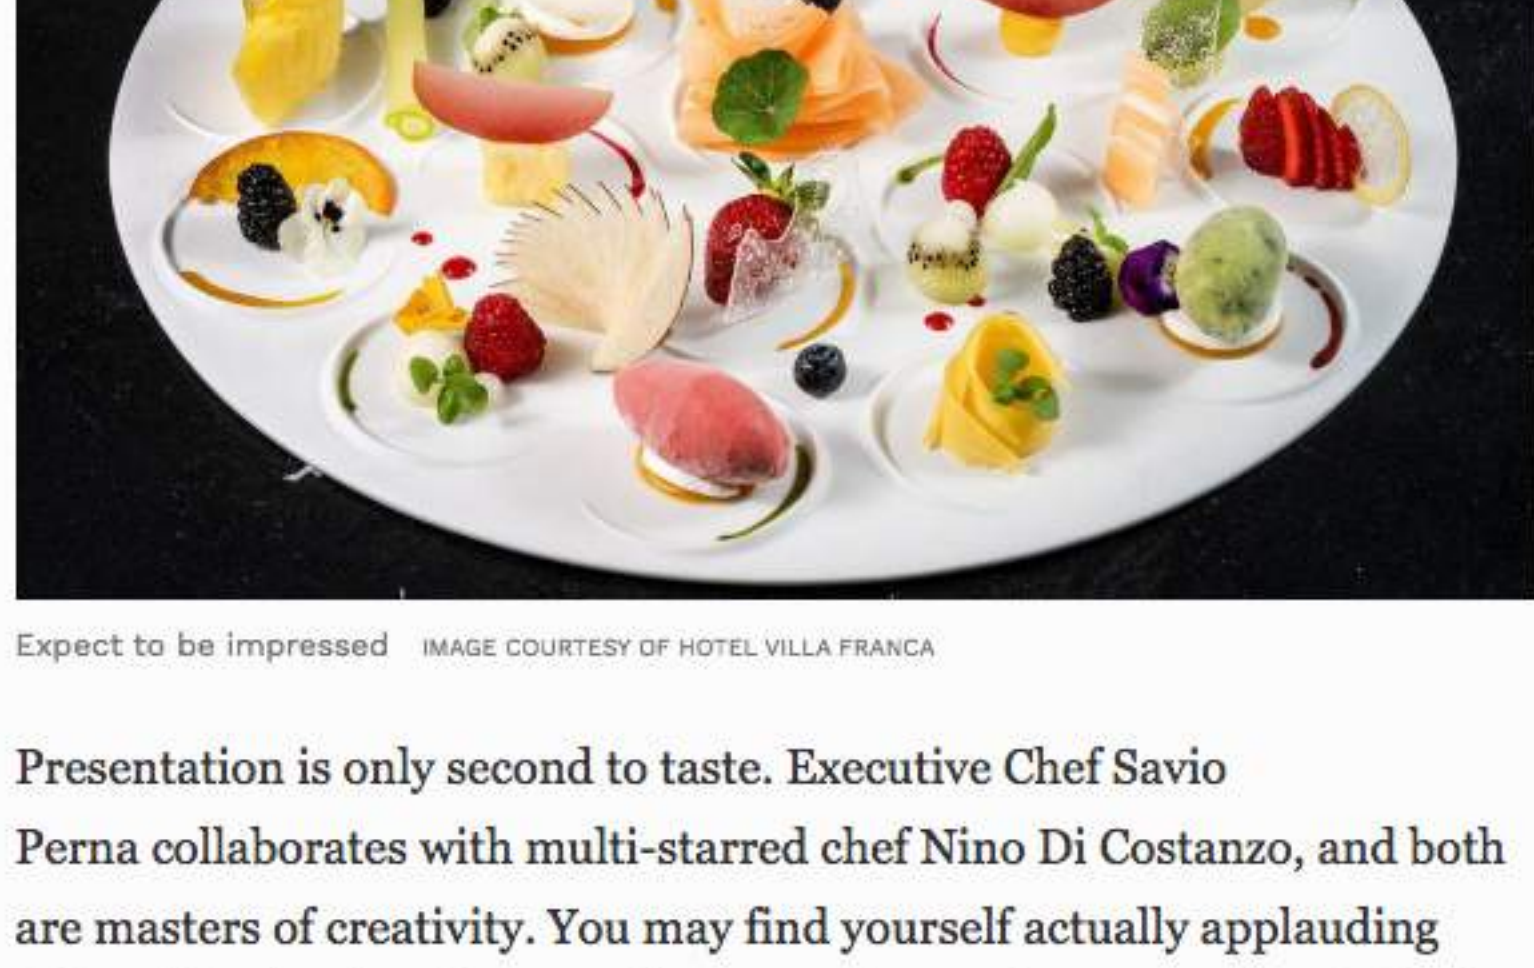 Expect to be impressed IMAGE COURTESY OF HOTEL VILLA FRANCA
Presentation is only second to taste. Executive Chef Savio
Perna collaborates with multi-starred chef Nino Di Costanzo, and both
are masters of creativity. You may find yourself actually applauding